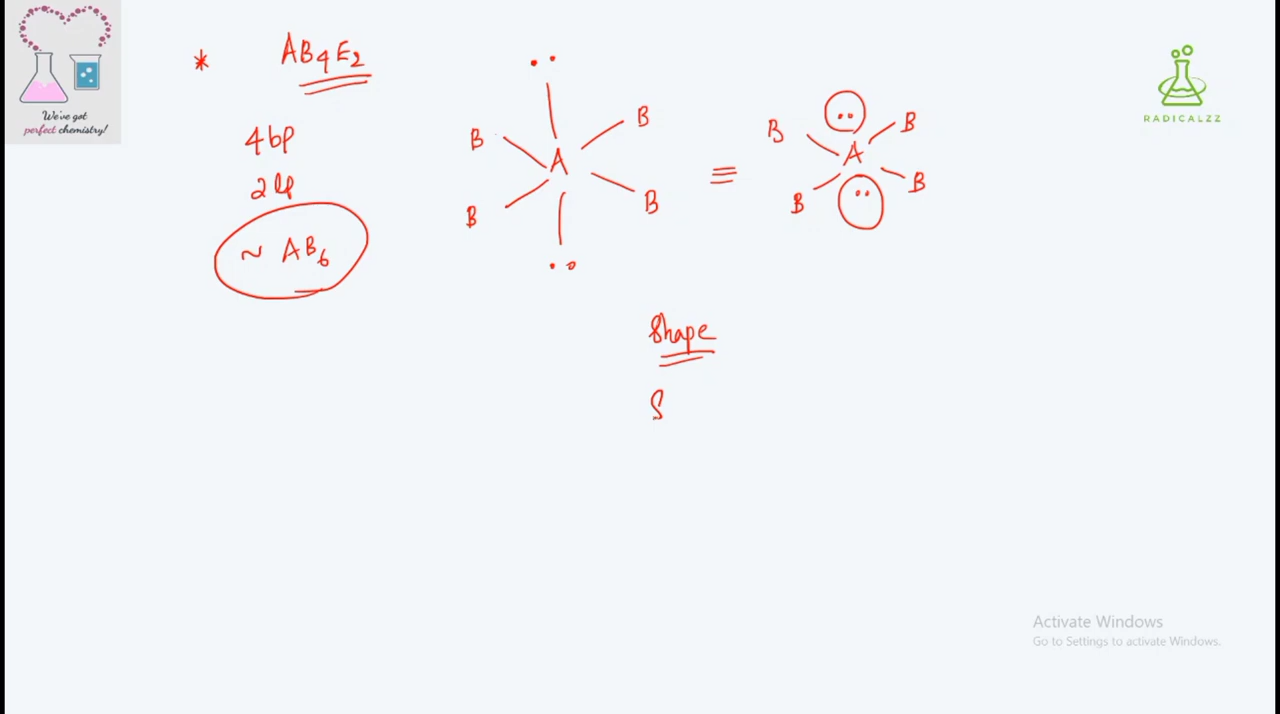 We've got
perfect chemistry!
* AB4E2
4bp
2lp
~ AB6
B B
A
B B
≡
B B
A
B B
Shape
S
RADICALZZ
Activate Windows
Go to Settings to activate Windows.